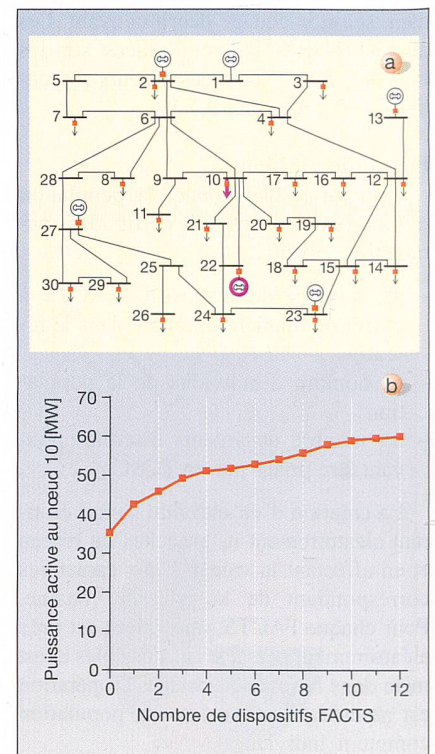 a
5 2 1 3
7 6 4 13
28 8 9 10 17 16 12
27 11 21 20 19
25 22 18 15 14
30 29 26 24 23
b
Puissance active au nœud 10 [MW]
70
60
50
40
30
20
10
0
0 2 4 6 8 10 12
Nombre de dispositifs FACTS